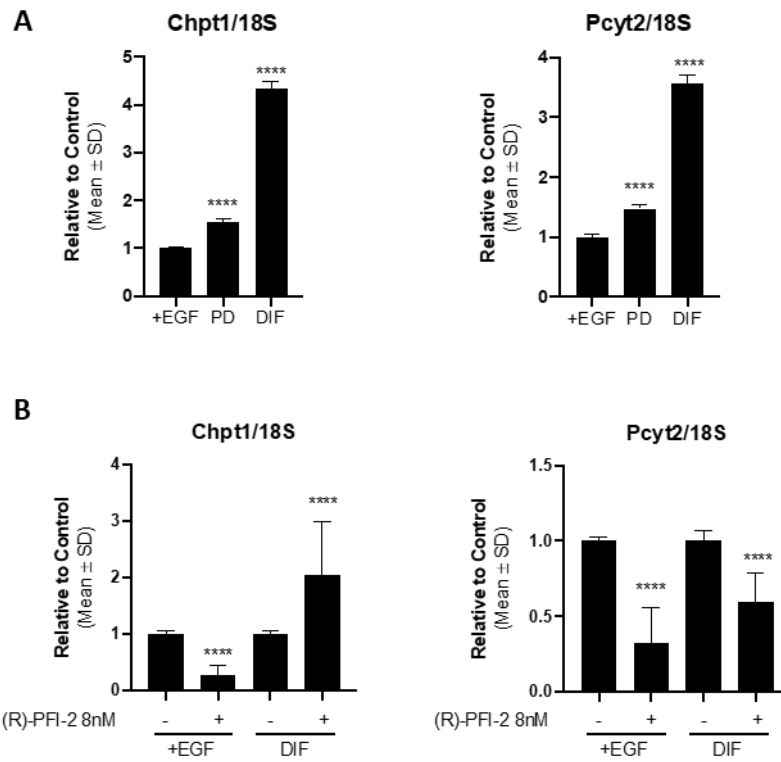 A
Chpt1/18S
Relative to Control
(Mean ± SD)
5
4
3
2
1
0
****
****
+EGF PD DIF
Pcyt2/18S
Relative to Control
(Mean ± SD)
4
3
2
1
0
****
****
+EGF PD DIF
B
Chpt1/18S
Relative to Control
(Mean ± SD)
4
3
2
1
0
****
****
(R)-PFI-2 8nM - + - +
+EGF DIF
Pcyt2/18S
Relative to Control
(Mean ± SD)
1.5
1.0
0.5
0.0
****
****
(R)-PFI-2 8nM - + - +
+EGF DIF